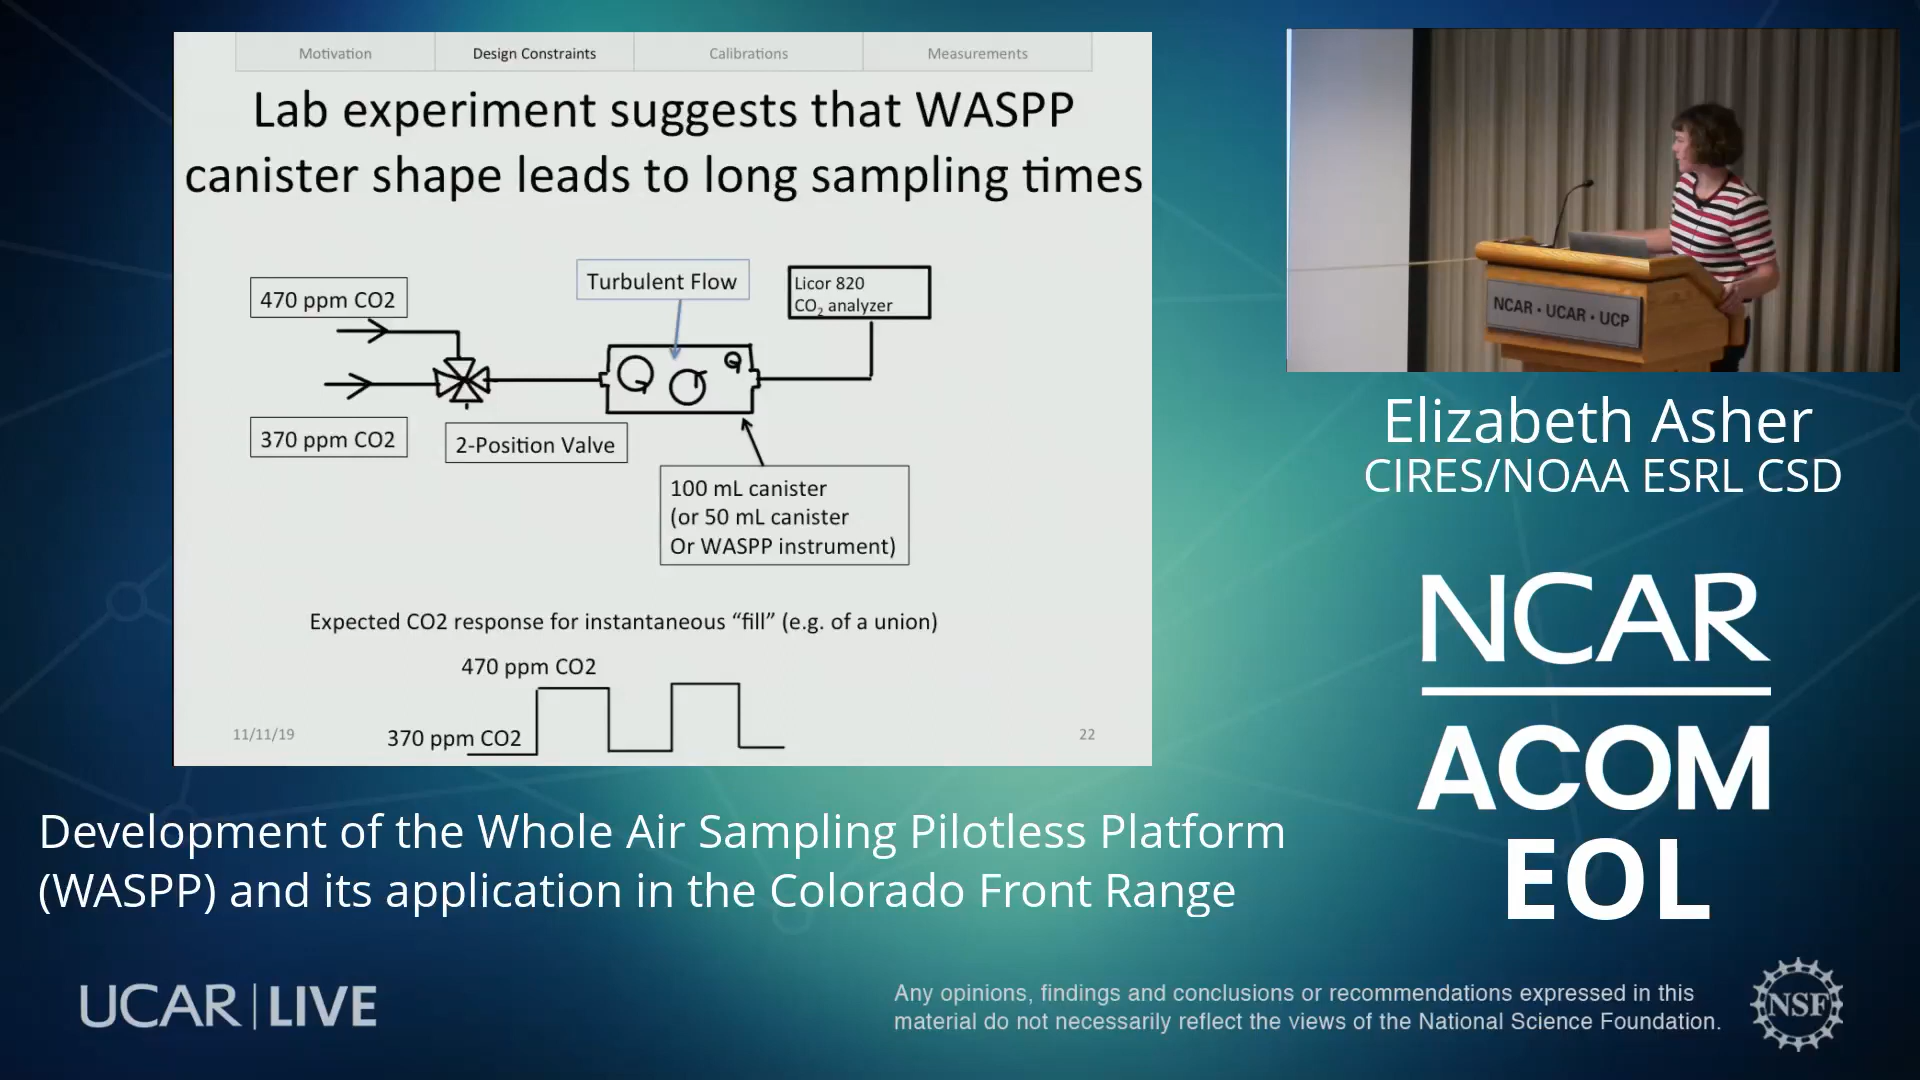 Motivation
Design Constraints
Calibrations
Measurements
Lab experiment suggests that WASPP
canister shape leads to long sampling times
470 ppm CO2
Turbulent Flow
Licor 820
CO₂ analyzer
370 ppm CO2
2-Position Valve
100 mL canister
(or 50 mL canister
Or WASPP instrument)
Expected CO2 response for instantaneous “fill” (e.g. of a union)
470 ppm CO2
370 ppm CO2
11/11/19
22
NCAR • UCAR • UCP
Elizabeth Asher
CIRES/NOAA ESRL CSD
NCAR
ACOM
EOL
Development of the Whole Air Sampling Pilotless Platform
(WASPP) and its application in the Colorado Front Range
UCAR | LIVE
Any opinions, findings and conclusions or recommendations expressed in this
material do not necessarily reflect the views of the National Science Foundation.
NSF